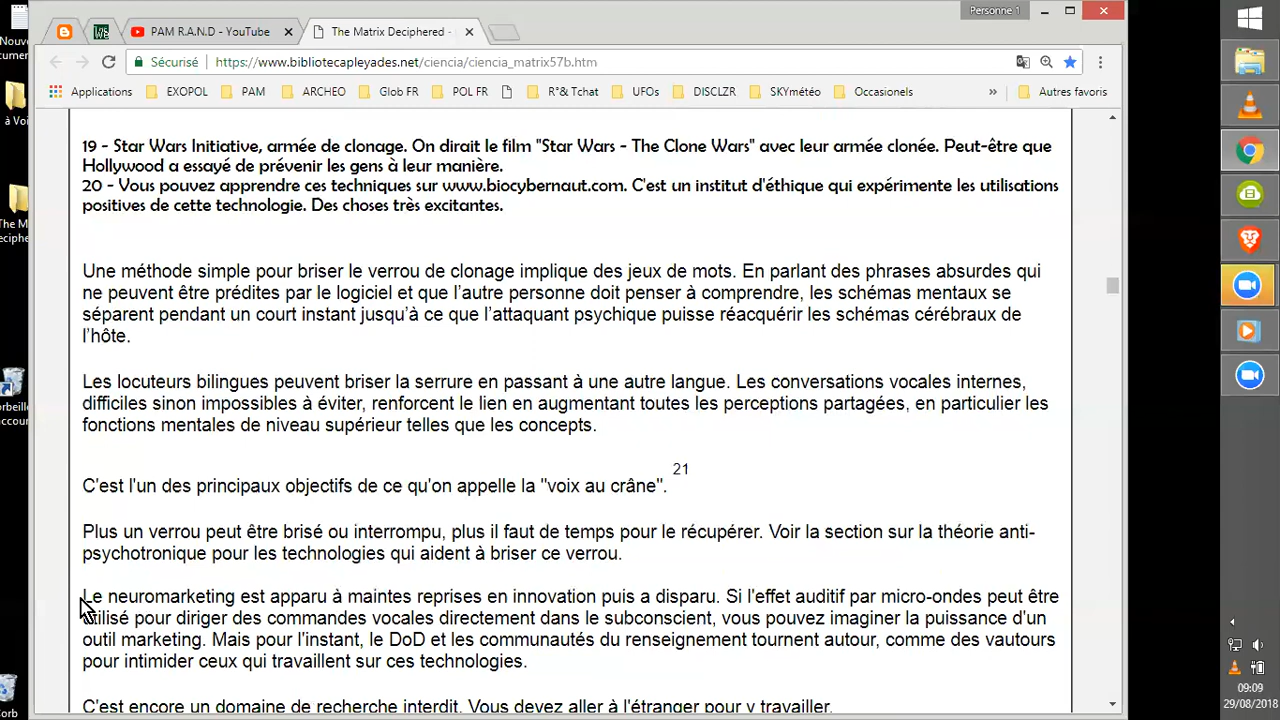 Personne 1
PAM R.A.N.D - YouTube
The Matrix Deciphered -
Sécurisé
https://www.bibliotecapleyades.net/ciencia/ciencia_matrix57b.htm
Applications EXOPOL PAM ARCHEO Glob FR POL FR R°& Tchat UFOs DISCLZR SKYmétéo Occasionels » Autres favoris
Nouve
cumer
à Voi
The M
Deciphe
orbeille
accour
Corb
19 - Star Wars Initiative, armée de clonage. On dirait le film "Star Wars - The Clone Wars" avec leur armée clonée. Peut-être que
Hollywood a essayé de prévenir les gens à leur manière.
20 - Vous pouvez apprendre ces techniques sur www.biocybernaut.com. C'est un institut d'éthique qui expérimente les utilisations
positives de cette technologie. Des choses très excitantes.
Une méthode simple pour briser le verrou de clonage implique des jeux de mots. En parlant des phrases absurdes qui
ne peuvent être prédites par le logiciel et que l’autre personne doit penser à comprendre, les schémas mentaux se
séparent pendant un court instant jusqu’à ce que l’attaquant psychique puisse réacquérir les schémas cérébraux de
l’hôte.
Les locuteurs bilingues peuvent briser la serrure en passant à une autre langue. Les conversations vocales internes,
difficiles sinon impossibles à éviter, renforcent le lien en augmentant toutes les perceptions partagées, en particulier les
fonctions mentales de niveau supérieur telles que les concepts.
C'est l'un des principaux objectifs de ce qu'on appelle la "voix au crâne". 21
Plus un verrou peut être brisé ou interrompu, plus il faut de temps pour le récupérer. Voir la section sur la théorie anti-
psychotronique pour les technologies qui aident à briser ce verrou.
Le neuromarketing est apparu à maintes reprises en innovation puis a disparu. Si l'effet auditif par micro-ondes peut être
utilisé pour diriger des commandes vocales directement dans le subconscient, vous pouvez imaginer la puissance d'un
outil marketing. Mais pour l'instant, le DoD et les communautés du renseignement tournent autour, comme des vautours
pour intimider ceux qui travaillent sur ces technologies.
C'est encore un domaine de recherche interdit. Vous devez aller à l'étranger pour y travailler.
09:09
29/08/2018